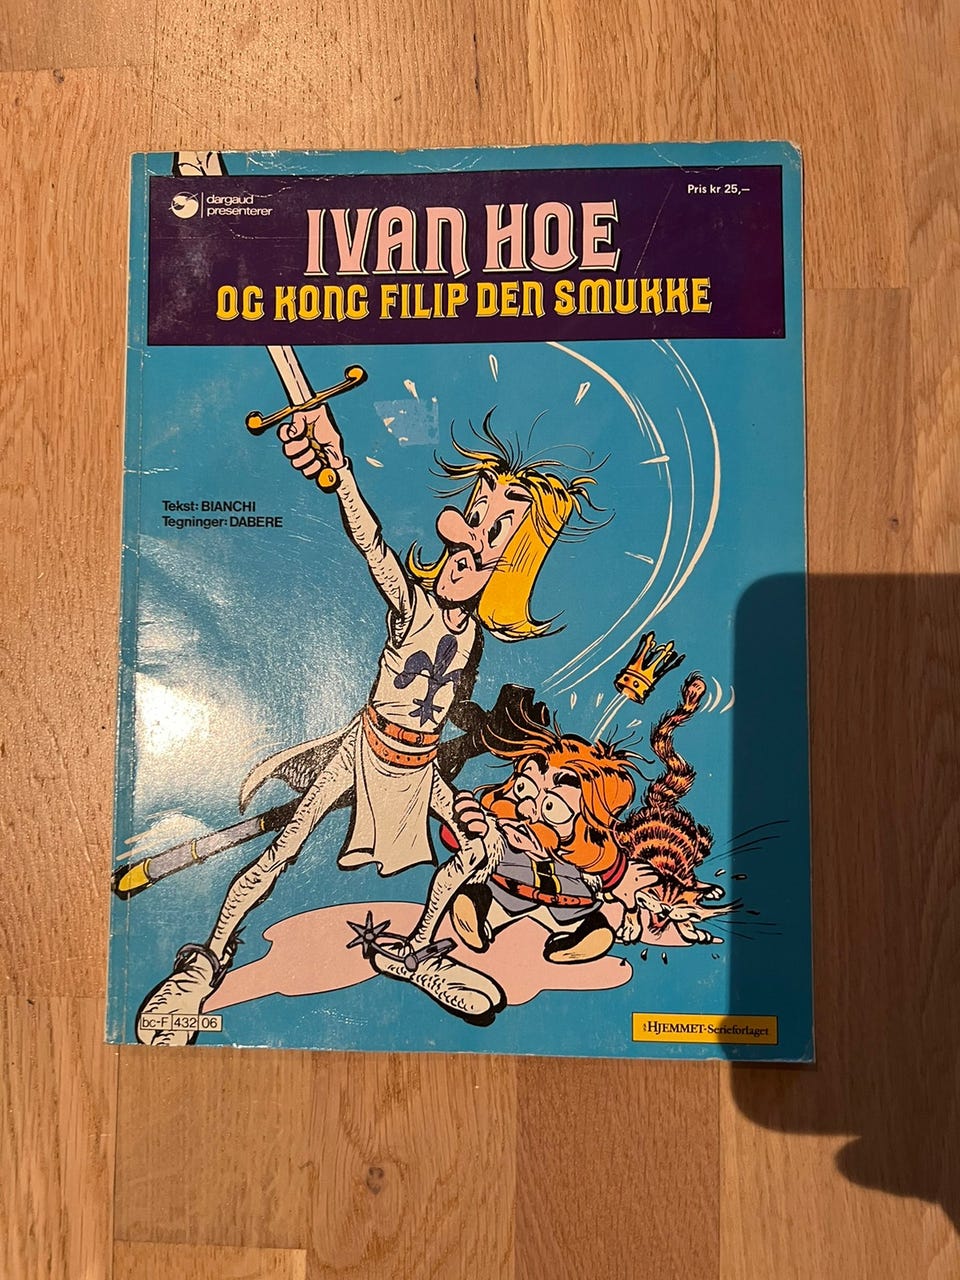 dargaud
presenterer
Pris kr 25,—
IVAN HOE
OG KONG FILIP DEN SMUKKE
Tekst: BIANCHI
Tegninger: DABERE
bc-F 432 06
A/S HJEMMET-Serieforlaget